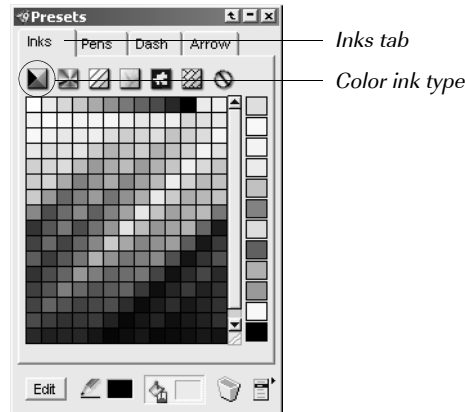 Presets
Inks Pens Dash Arrow
Inks tab
Color ink type
Edit